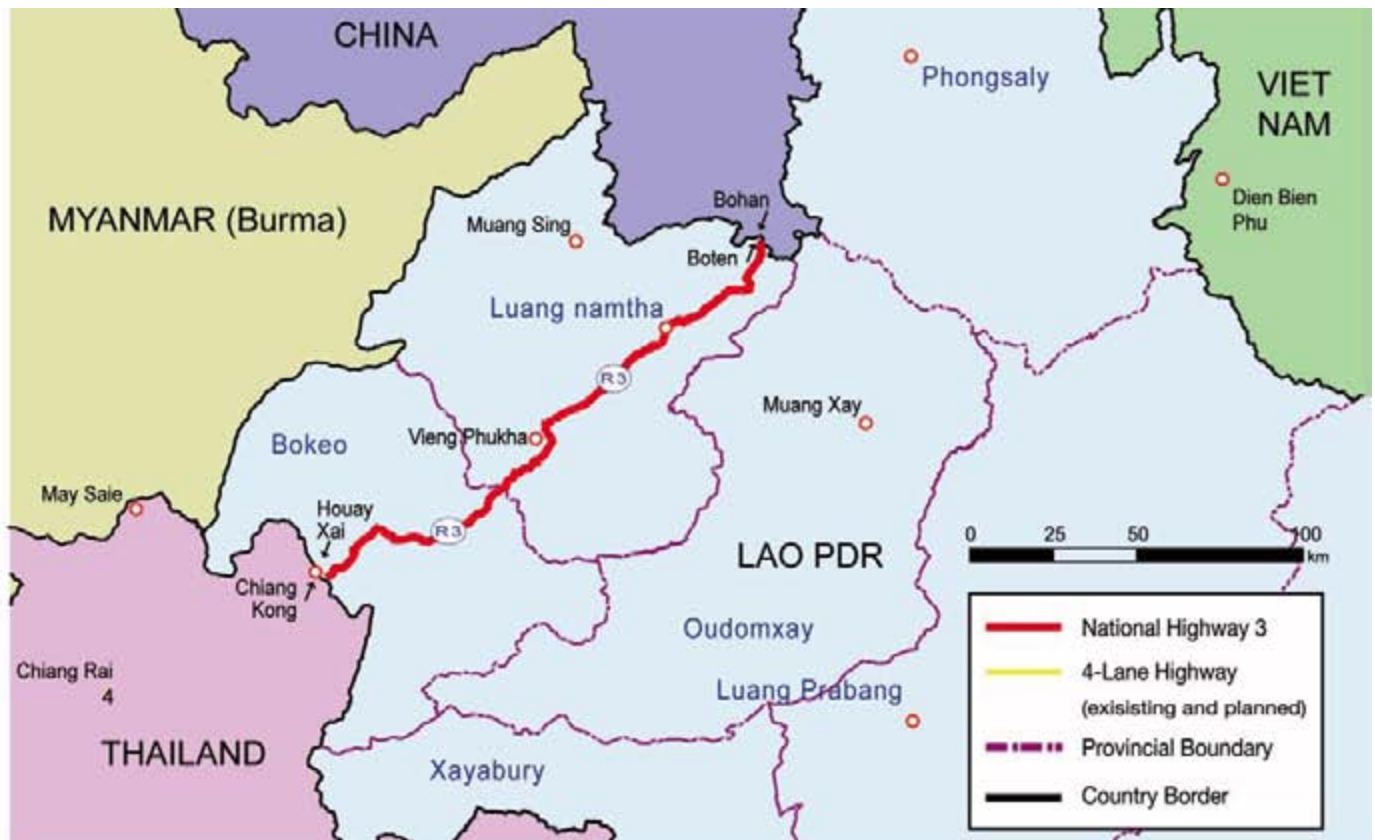 CHINA
Phongsaly
VIET
NAM
Dien Bien
Phu
MYANMAR (Burma)
Muang Sing
Bohan
Boten
Luang namtha
R3
Muang Xay
Vieng Phukha
Bokeo
May Saie
Houay
Xai
R3
Chiang
Kong
LAO PDR
0 25 50 100
km
Oudomxay
Luang Prabang
Chiang Rai
4
THAILAND
Xayabury
National Highway 3
4-Lane Highway
(exisisting and planned)
Provincial Boundary
Country Border